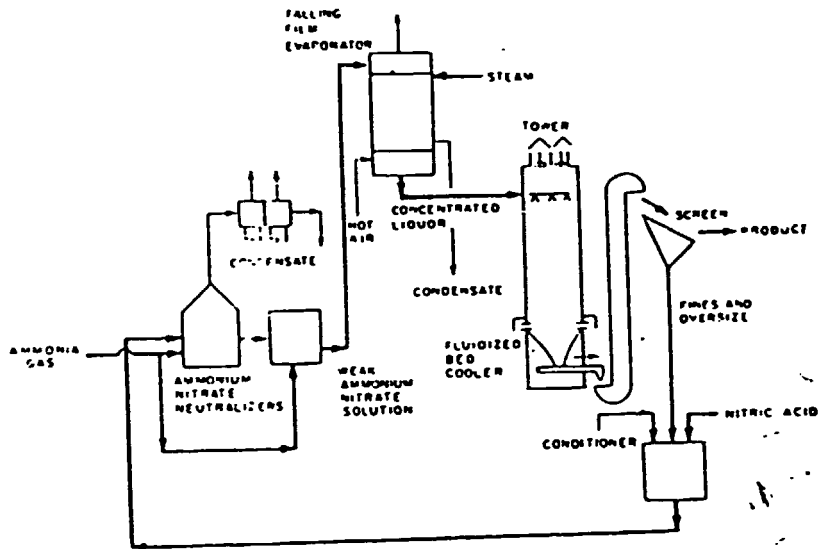 FALLING
FILM
EVAPORATOR
STEAM
TOWER
HOT
AIR
CONCENTRATED
LIQUOR
SCREEN
PRODUCT
CONDENSATE
CONDENSATE
FINES AND
OVERSIZE
FLUIDIZED
BED
COOLER
AMMONIA
GAS
AMMONIUM
NITRATE
NEUTRALIZERS
WEAK
AMMONIUM
NITRATE
SOLUTION
CONDITIONER
NITRIC ACID